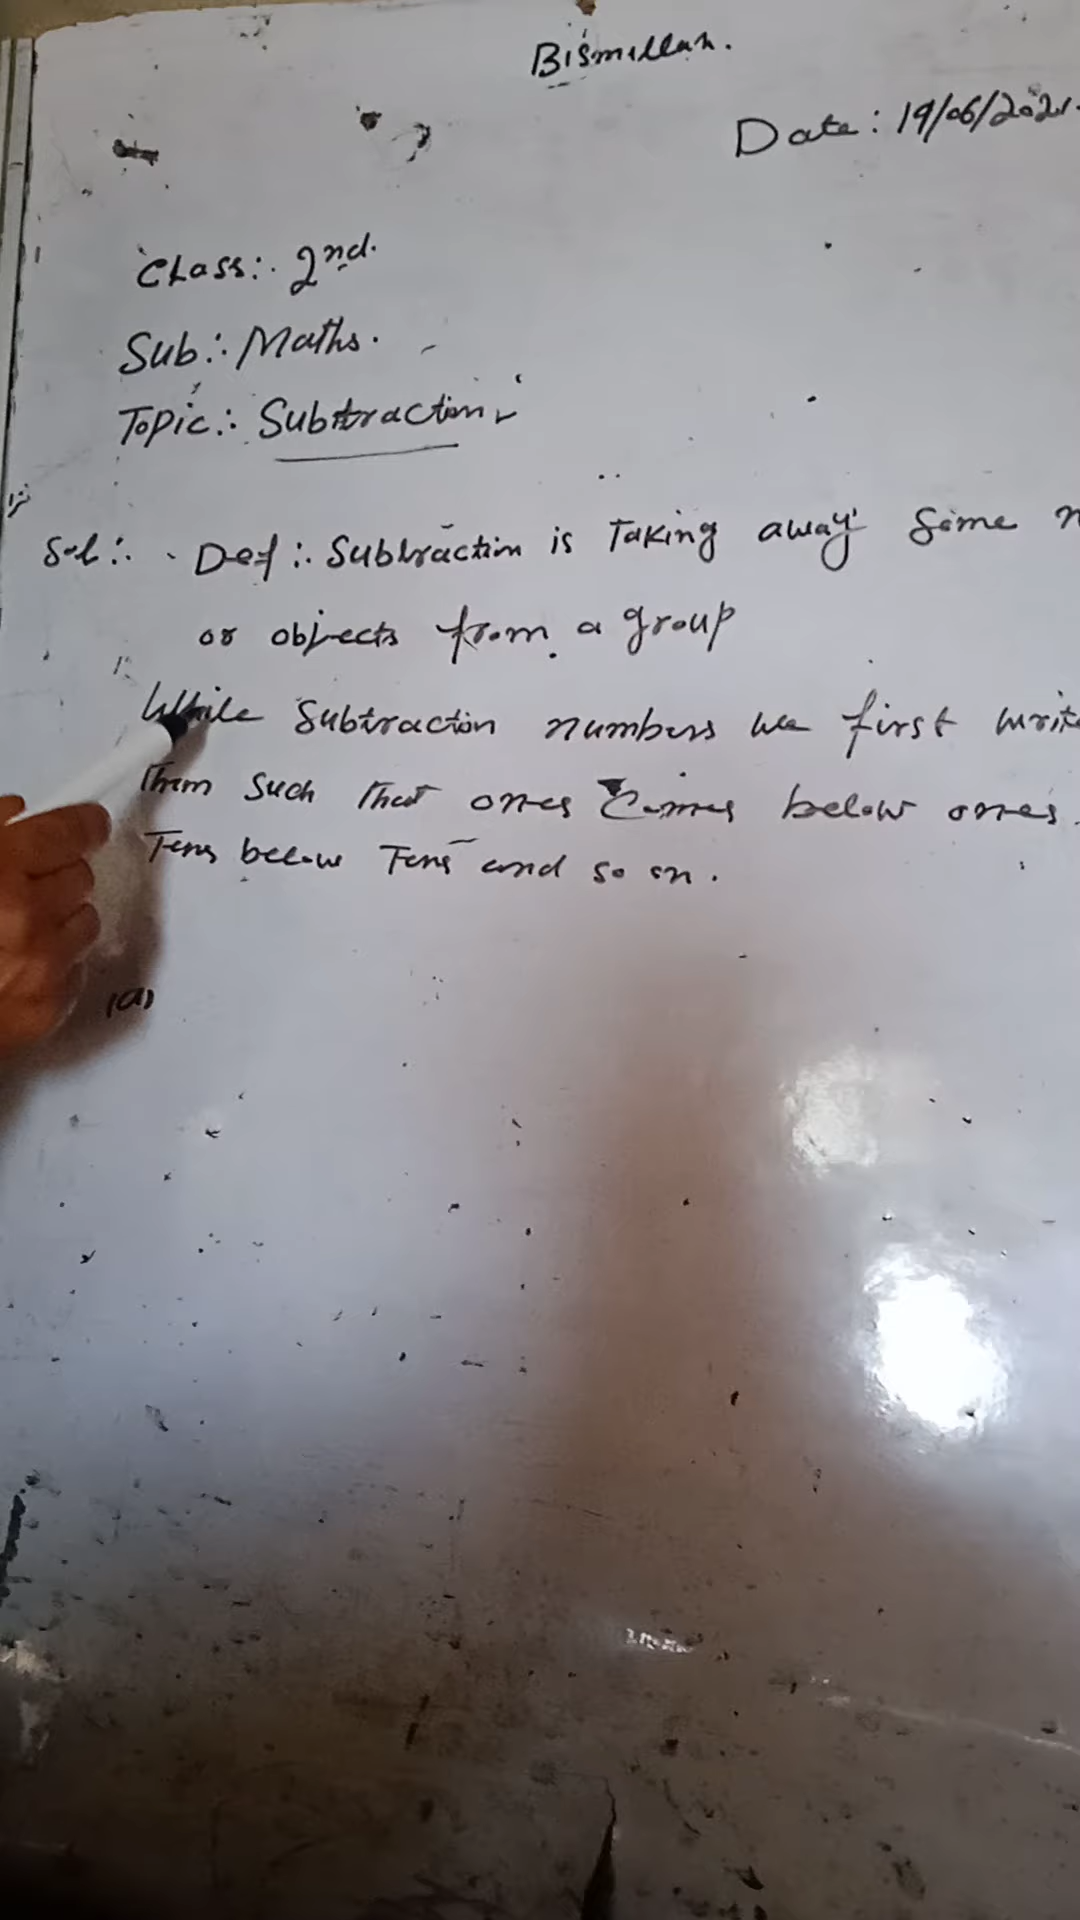 Bismillah.
Date: 19/06/2021.
Class:. 2nd.
Sub:. Maths.
Topic:. Subtraction.
Sol:. Def:. Subtraction is Taking away some n
or objects from a group
While Subtraction numbers we first write
Them such that ones comes below ones.
Tens below Tens and so on.
(a)